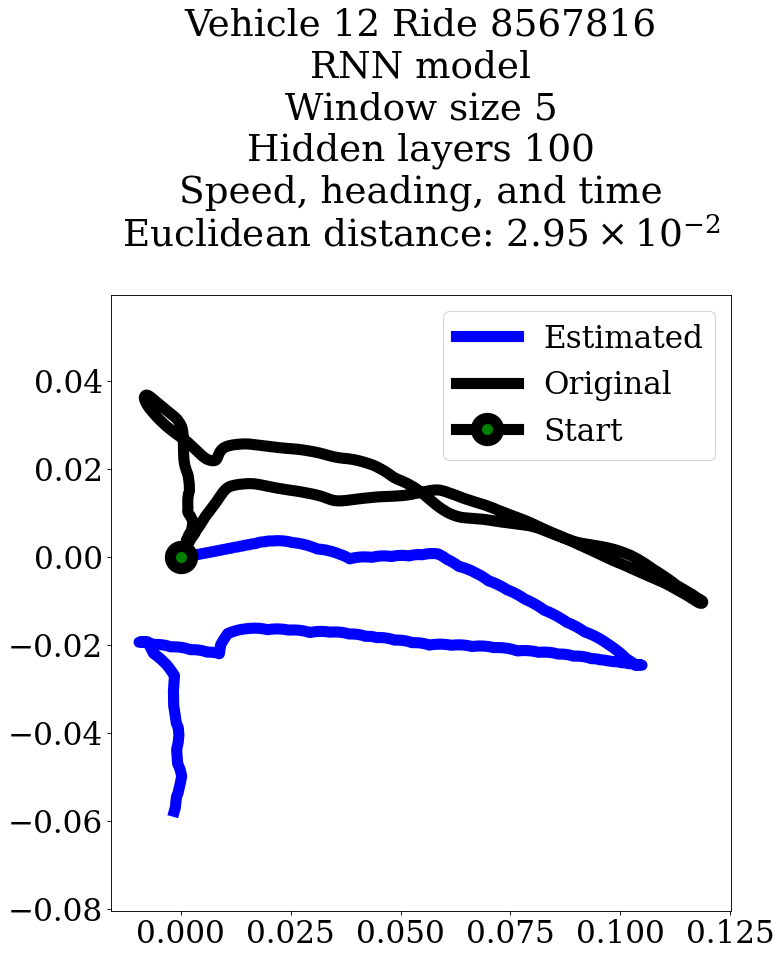 Vehicle 12 Ride 8567816
RNN model
Window size 5
Hidden layers 100
Speed, heading, and time
Euclidean distance: 2.95 × 10⁻²
Estimated
Original
Start
0.04
0.02
0.00
−0.02
−0.04
−0.06
−0.08
0.000 0.025 0.050 0.075 0.100 0.125